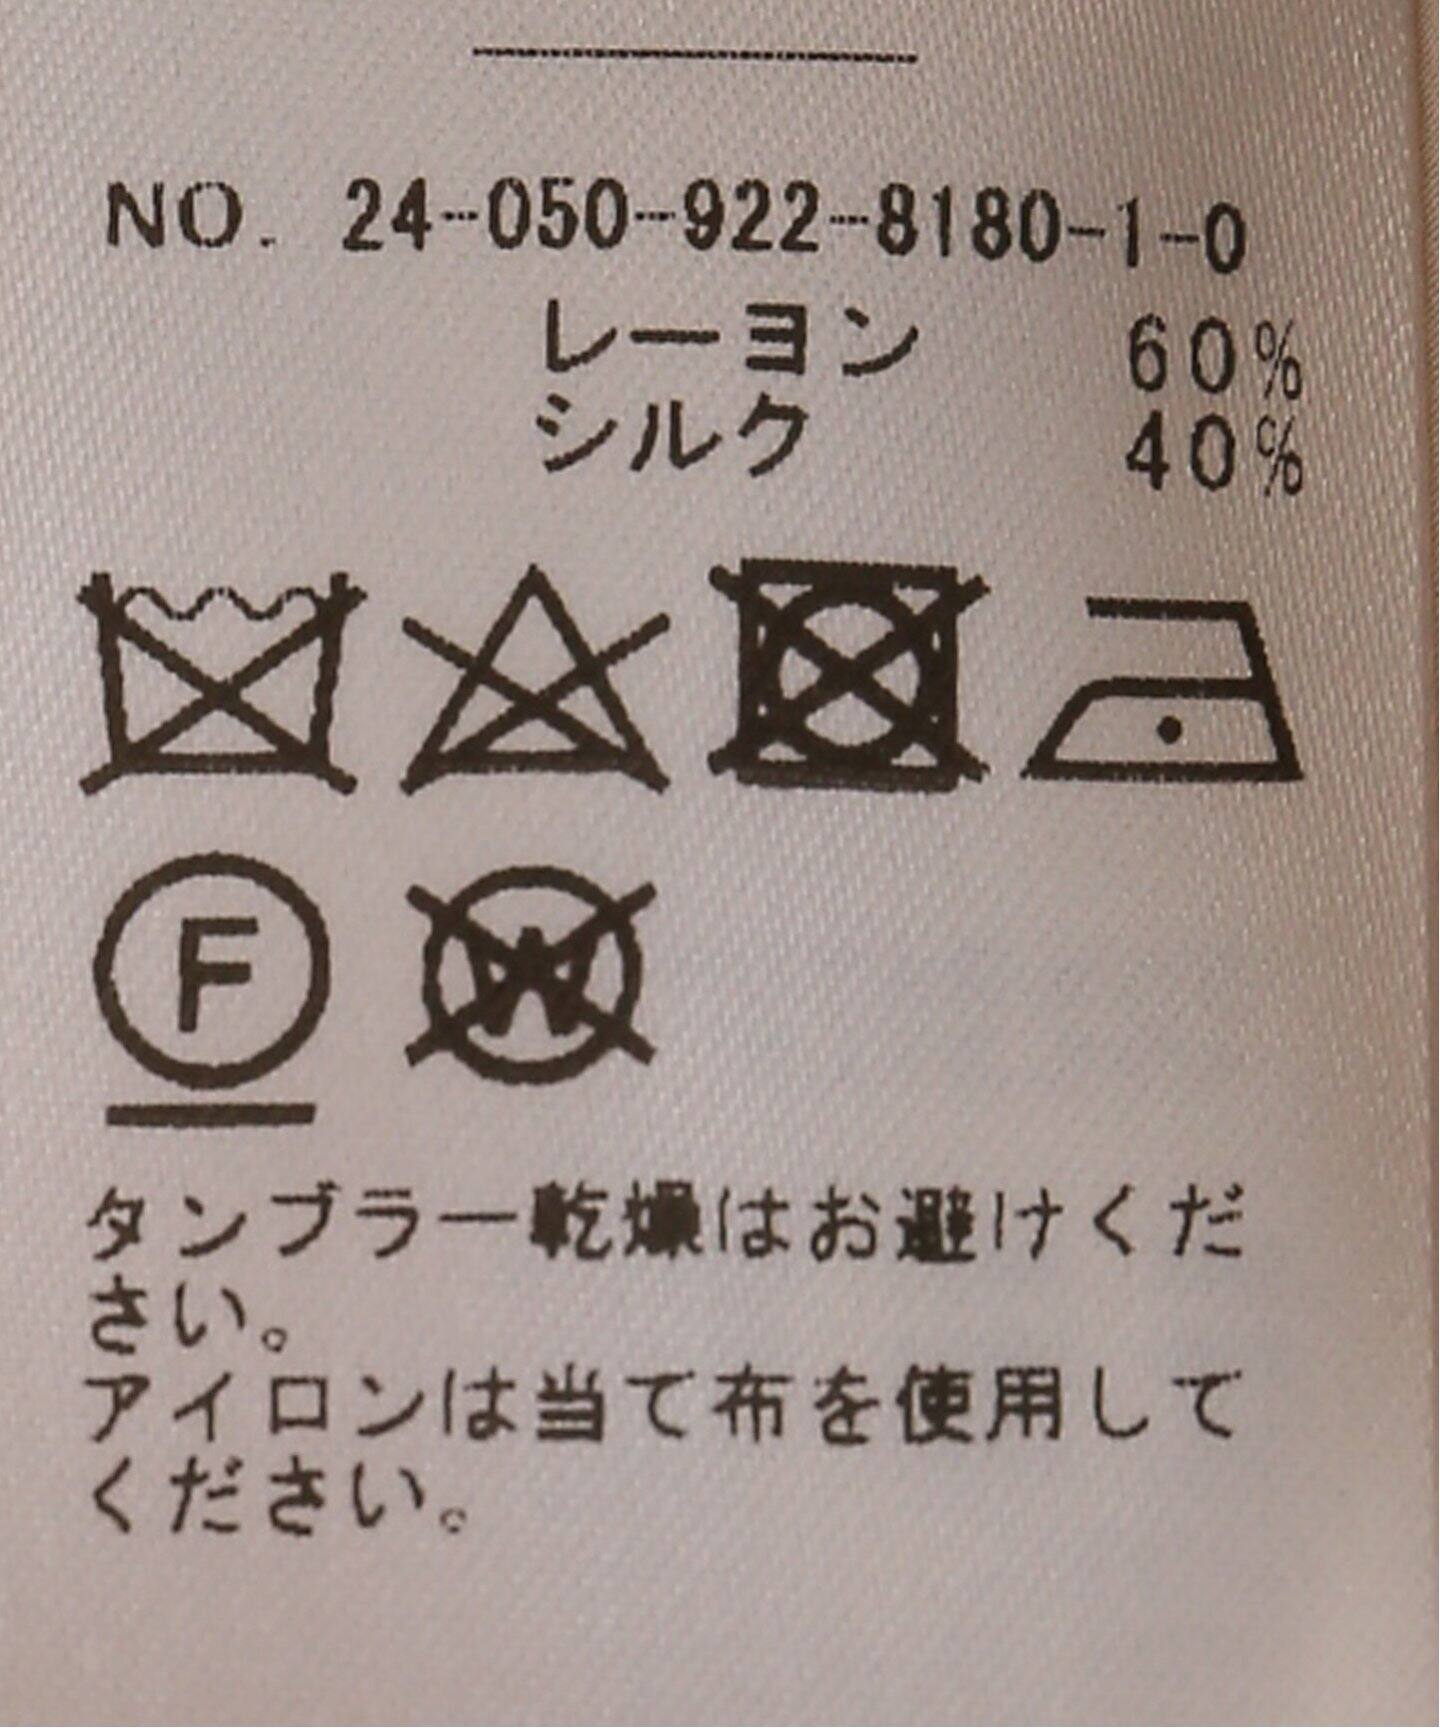 NO. 24-050-922-8180-1-0
レーヨン 60%
シルク 40%
F
W
タンブラー乾燥はお避けくだ
さい。
アイロンは当て布を使用して
ください。